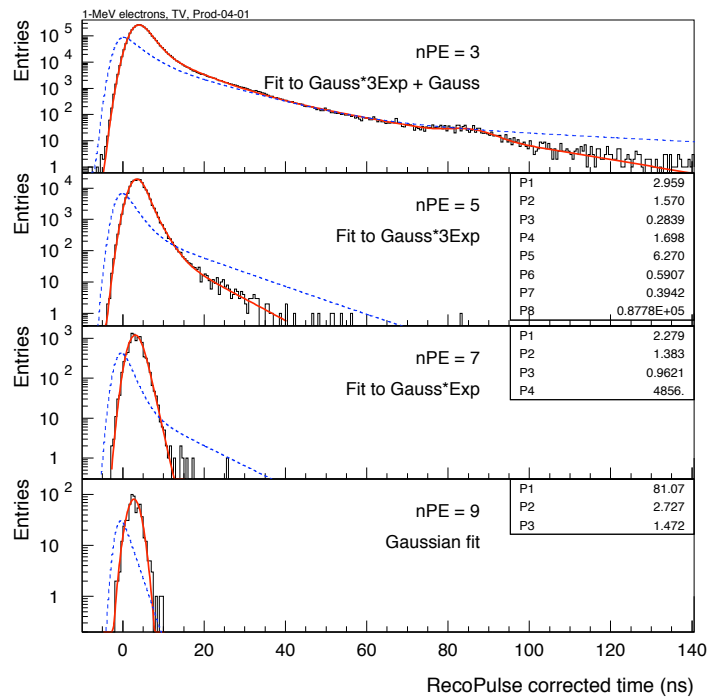 1-MeV electrons, TV, Prod-04-01
Entries
10^5
10^4
10^3
10^2
10
1
nPE = 3
Fit to Gauss*3Exp + Gauss
Entries
10^4
10^3
10^2
10
1
nPE = 5
Fit to Gauss*3Exp
P1 2.959
P2 1.570
P3 0.2839
P4 1.698
P5 6.270
P6 0.5907
P7 0.3942
P8 0.8778E+05
Entries
10^3
10^2
10
1
nPE = 7
Fit to Gauss*Exp
P1 2.279
P2 1.383
P3 0.9621
P4 4856.
Entries
10^2
10
1
nPE = 9
Gaussian fit
P1 81.07
P2 2.727
P3 1.472
0 20 40 60 80 100 120 140
RecoPulse corrected time (ns)